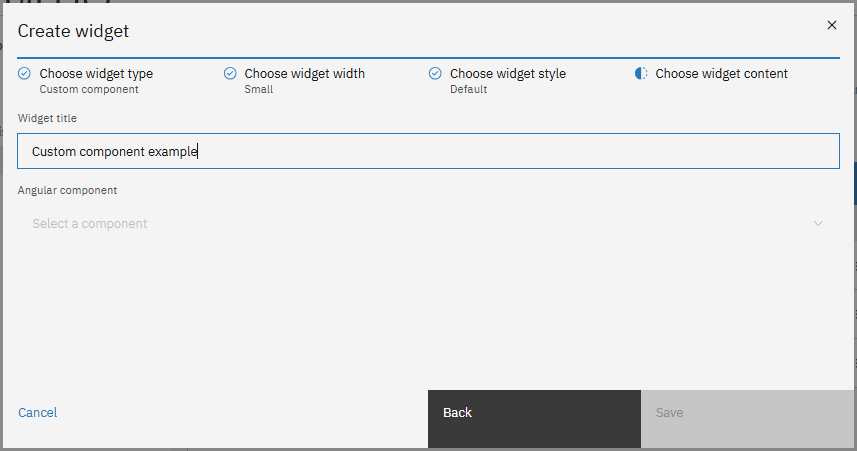 Create widget
Choose widget type
Custom component
Choose widget width
Small
Choose widget style
Default
Choose widget content
Widget title
Custom component example
Angular component
Select a component
Cancel
Back
Save